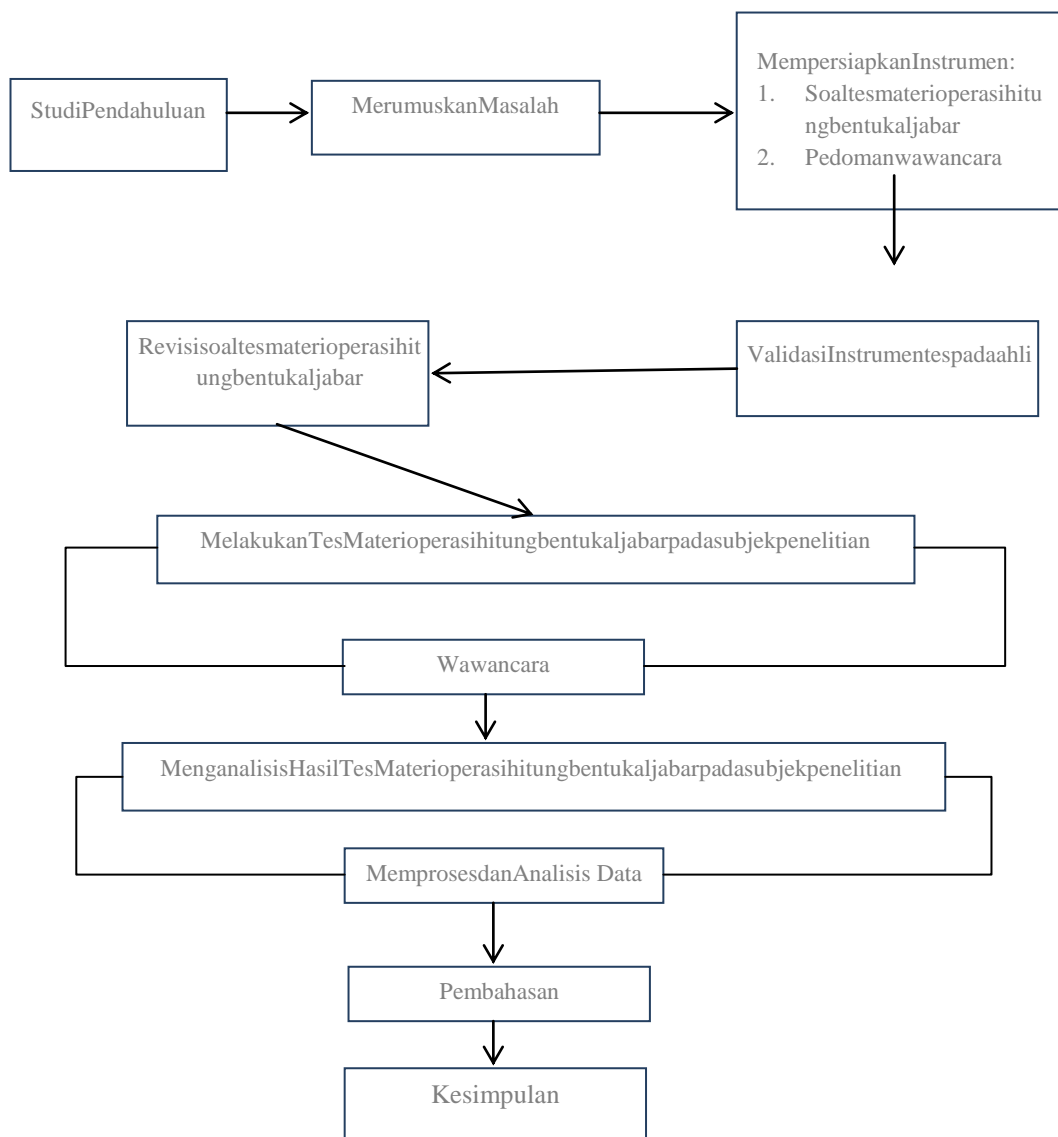 StudiPendahuluan
MerumuskanMasalah
MempersiapkanInstrumen:
1. Soaltesmaterioperasihitu
ngbentukaljabar
2. Pedomanwawancara
Revisisoaltesmaterioperasihit
ungbentukaljabar
ValidasiInstrumentespadaahli
MelakukanTesMaterioperasihitungbentukaljabarpadasubjekpenelitian
Wawancara
MenganalisisHasilTesMaterioperasihitungbentukaljabarpadasubjekpenelitian
MemprosesdanAnalisis Data
Pembahasan
Kesimpulan